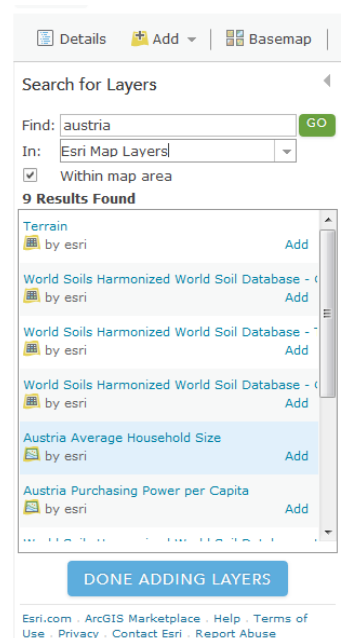 Details Add Basemap
Search for Layers
Find: austria GO
In: Esri Map Layers
Within map area
9 Results Found
Terrain
by esri Add
World Soils Harmonized World Soil Database -
by esri Add
World Soils Harmonized World Soil Database -
by esri Add
World Soils Harmonized World Soil Database -
by esri Add
Austria Average Household Size
by esri Add
Austria Purchasing Power per Capita
by esri Add
DONE ADDING LAYERS
Esri.com . ArcGIS Marketplace . Help . Terms of
Use . Privacy . Contact Esri . Report Abuse